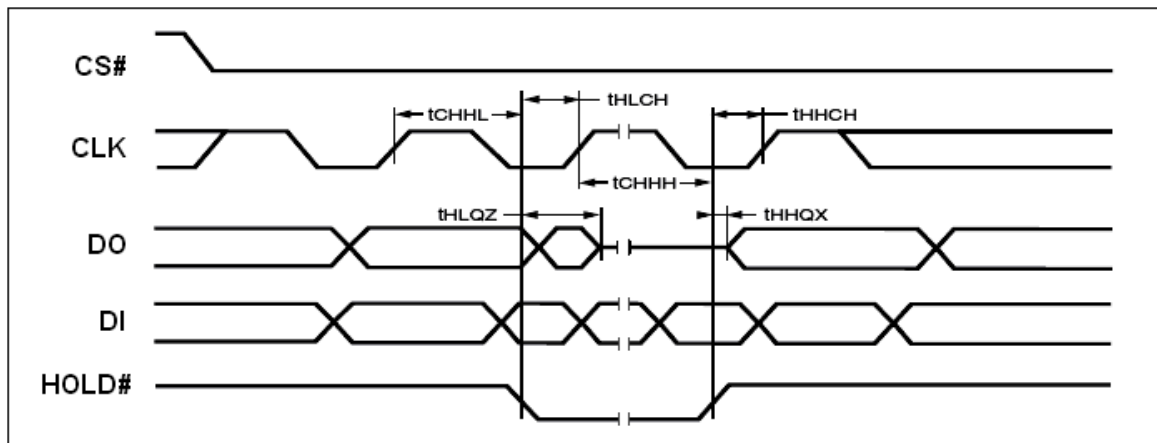 CS#
tHLCH
tCHHL
tHHCH
CLK
tCHHH
tHLQZ
tHHQX
DO
DI
HOLD#